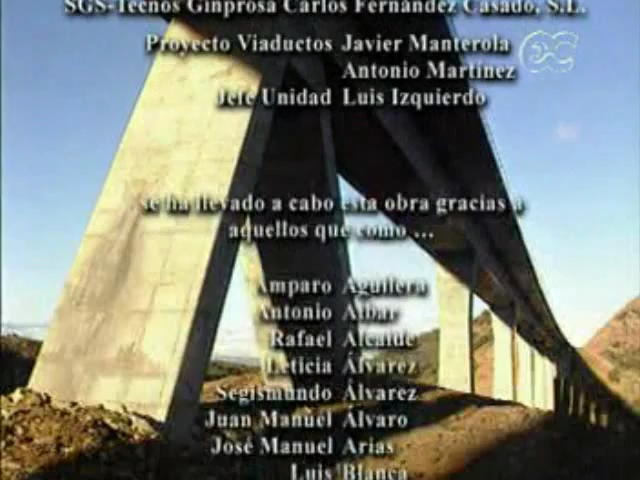 SGS-Tecnos Ginprosa Carlos Fernández Casado, S.L.
Proyecto Viaductos Javier Manterola
Antonio Martínez
Jefe Unidad Luis Izquierdo
se ha llevado a cabo esta obra gracias a
aquellos que como ...
Amparo Aguilera
Antonio Albar
Rafael Alcalde
Leticia Álvarez
Segismundo Álvarez
Juan Manuel Álvaro
José Manuel Arias
Luis Blanca